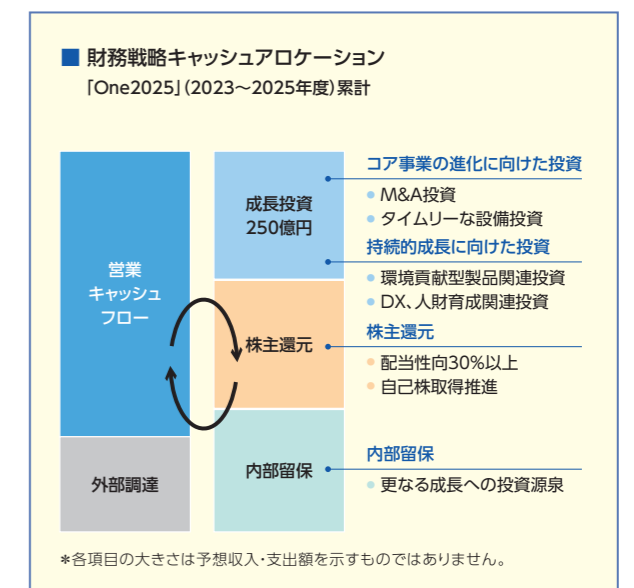 ■ 財務戦略キャッシュアロケーション
「One2025」(2023〜2025年度)累計
営業
キャッシュ
フロー
外部調達
成長投資
250億円
株主還元
内部留保
コア事業の進化に向けた投資
● M&A投資
● タイムリーな設備投資
持続的成長に向けた投資
● 環境貢献型製品関連投資
● DX、人財育成関連投資
株主還元
● 配当性向30%以上
● 自己株取得推進
内部留保
● 更なる成長への投資源泉
*各項目の大きさは予想収入・支出額を示すものではありません。